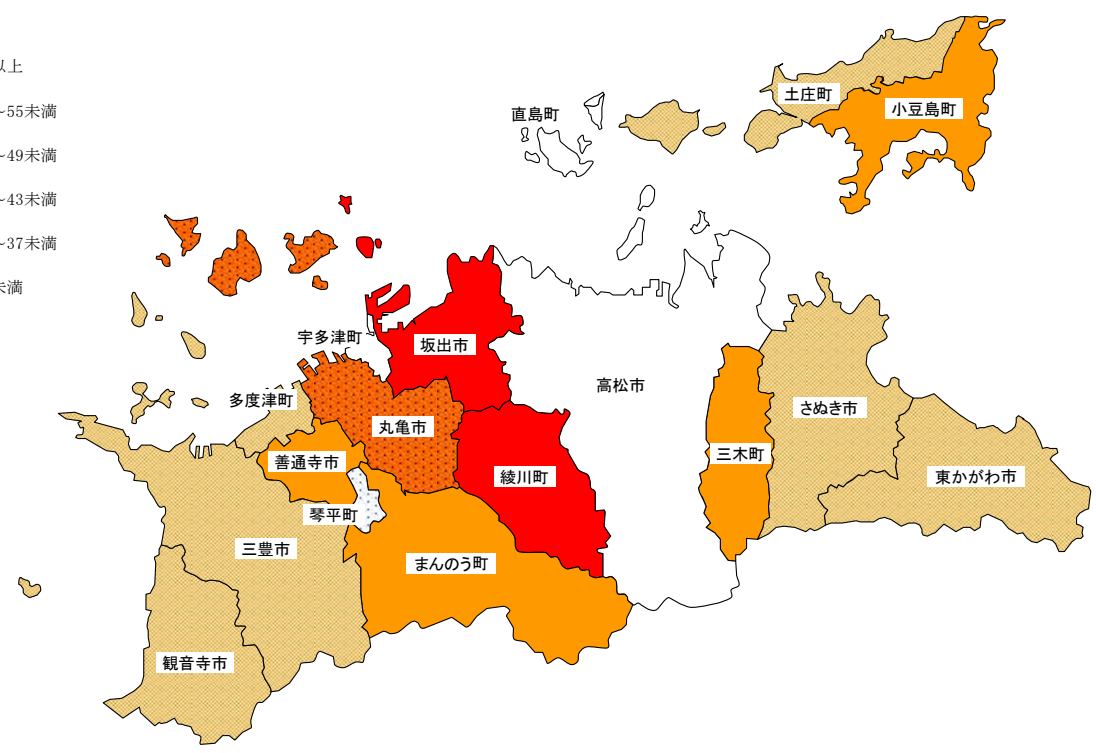 以上
~55未満
~49未満
~43未満
~37未満
未満
土庄町
小豆島町
直島町
宇多津町
坂出市
高松市
多度津町
丸亀市
さぬき市
善通寺市
三木町
綾川町
東かがわ市
琴平町
三豊市
まんのう町
観音寺市